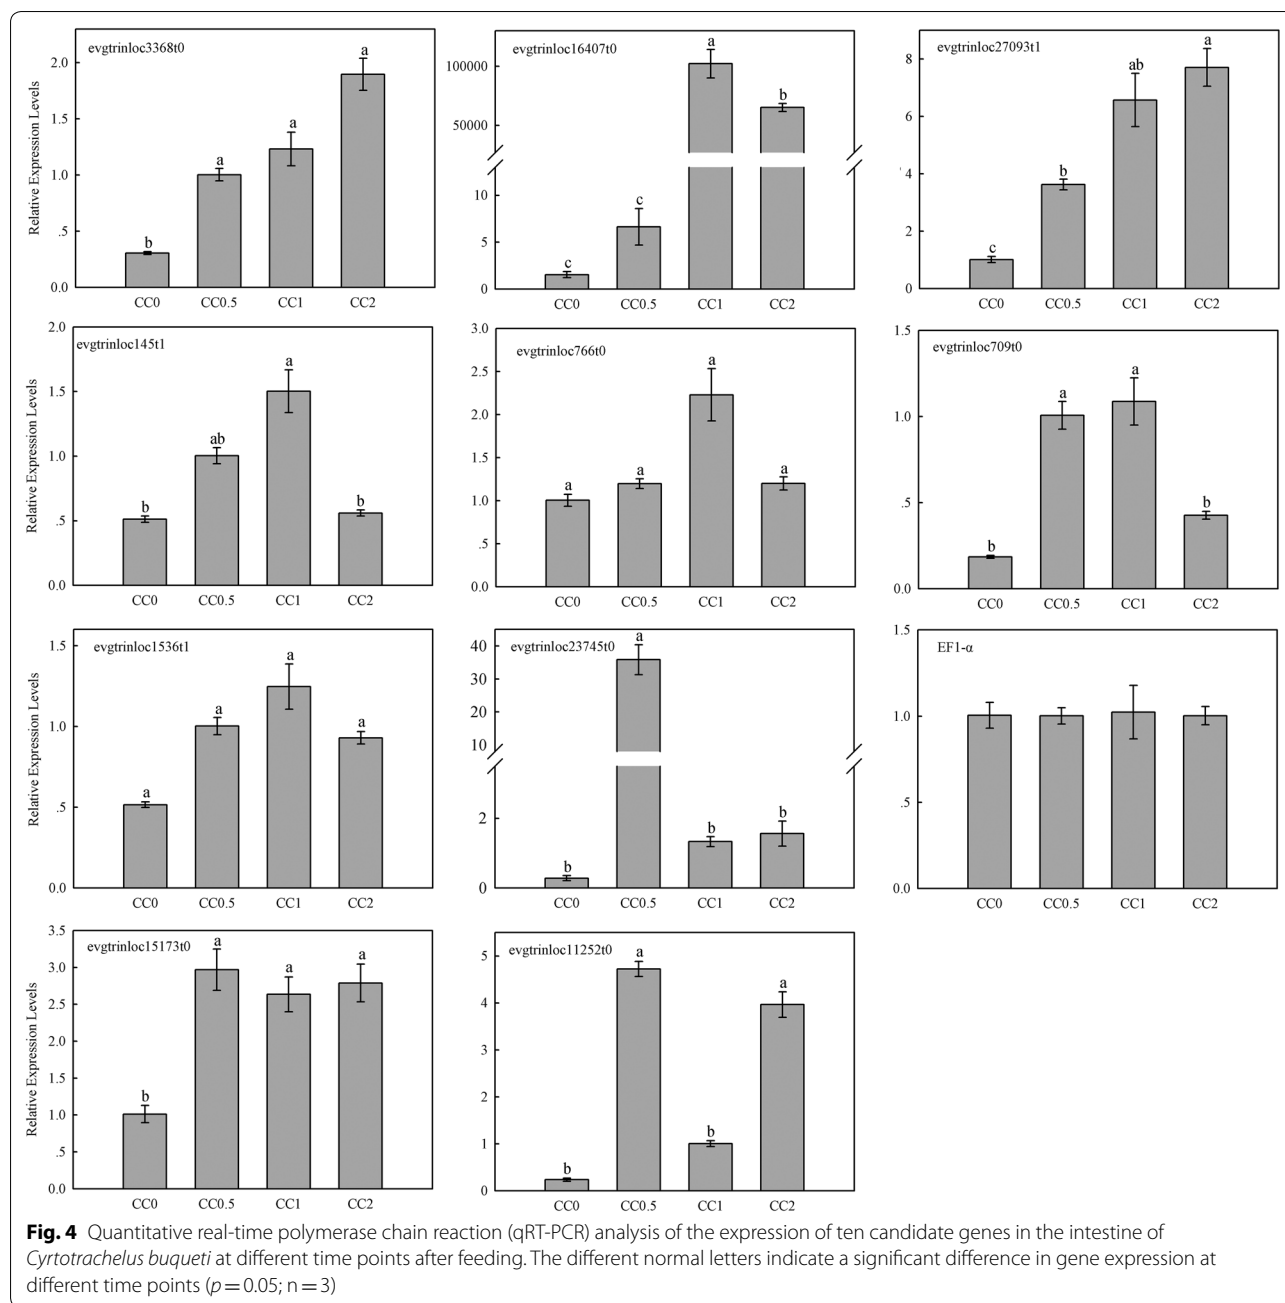 evgtrinloc3368t0
Relative Expression Levels
2.0
1.5
1.0
.5
0.0
b
a
a
a
CC0 CC0.5 CC1 CC2
evgtrinloc16407t0
100000
50000
10
5
0
c
c
a
b
CC0 CC0.5 CC1 CC2
evgtrinloc27093t1
8
6
4
2
0
c
b
ab
a
CC0 CC0.5 CC1 CC2
evgtrinloc145t1
Relative Expression Levels
2.0
1.5
1.0
.5
0.0
b
ab
a
b
CC0 CC0.5 CC1 CC2
evgtrinloc766t0
3.0
2.5
2.0
1.5
1.0
.5
0.0
a
a
a
a
CC0 CC0.5 CC1 CC2
evgtrinloc709t0
1.5
1.0
.5
0.0
b
a
a
b
CC0 CC0.5 CC1 CC2
evgtrinloc1536t1
Relative Expression Levels
1.5
1.0
.5
0.0
a
a
a
a
CC0 CC0.5 CC1 CC2
evgtrinloc23745t0
40
30
20
10
2
0
b
a
b
b
CC0 CC0.5 CC1 CC2
EF1-α
1.5
1.0
.5
0.0
CC0 CC0.5 CC1 CC2
evgtrinloc15173t0
Relative Expression Levels
3.5
3.0
2.5
2.0
1.5
1.0
.5
0.0
b
a
a
a
CC0 CC0.5 CC1 CC2
evgtrinloc11252t0
5
4
3
2
1
0
b
a
b
a
CC0 CC0.5 CC1 CC2
Fig. 4 Quantitative real-time polymerase chain reaction (qRT-PCR) analysis of the expression of ten candidate genes in the intestine of
Cyrtotrachelus buqueti at different time points after feeding. The different normal letters indicate a significant difference in gene expression at
different time points (p = 0.05; n = 3)